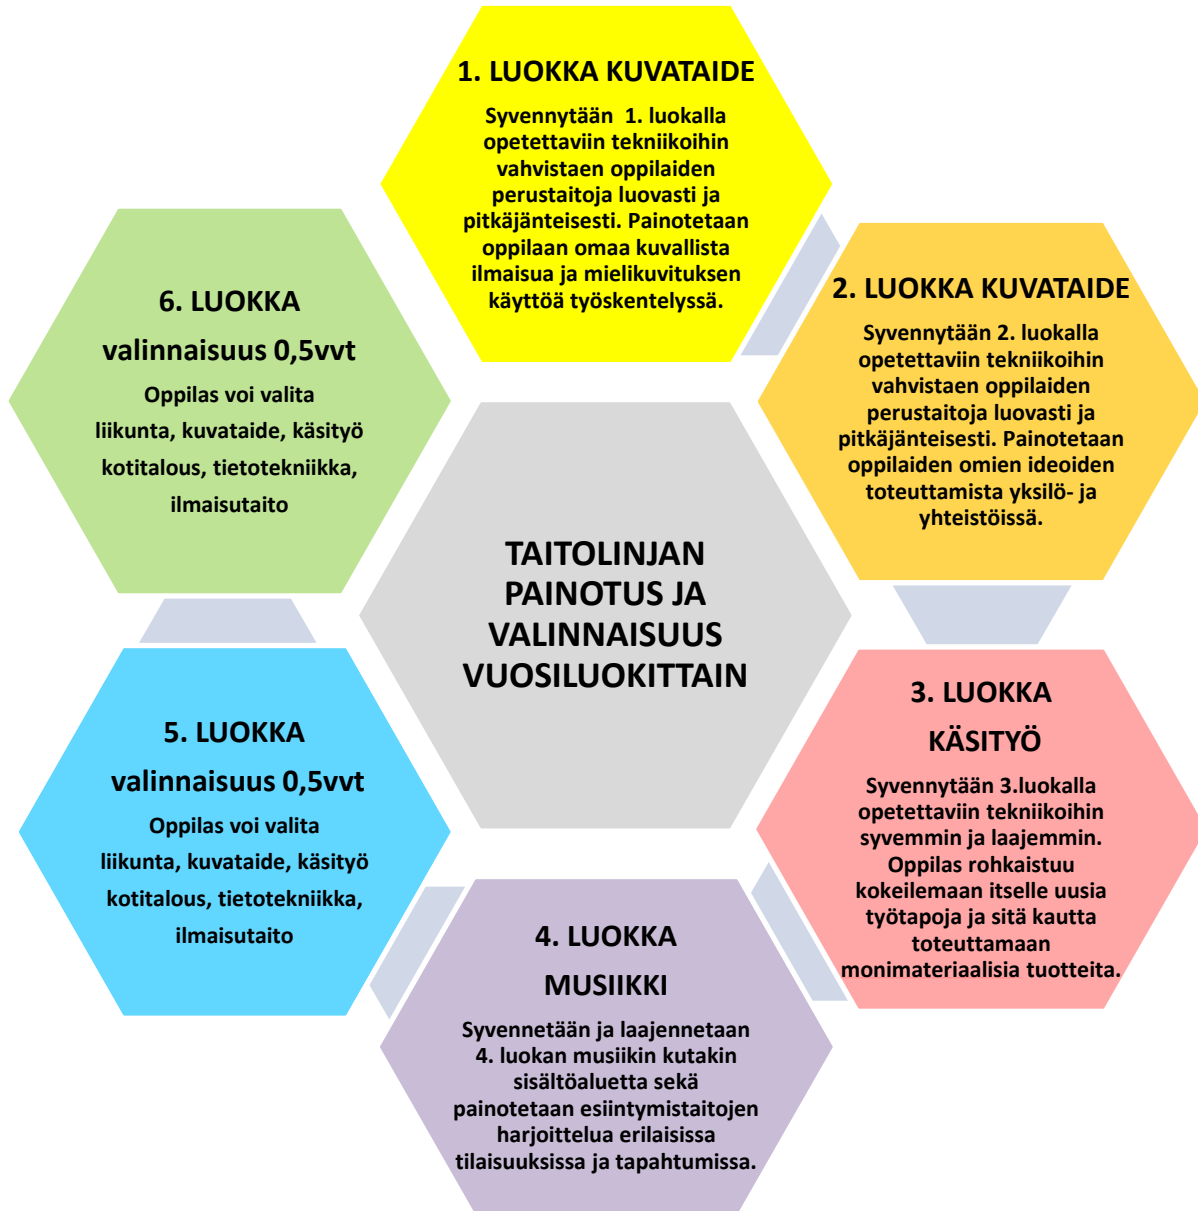 1. LUOKKA KUVATAIDE
Syvennytään 1. luokalla
opetettaviin tekniikoihin
vahvistaen oppilaiden
perustaitoja luovasti ja
pitkäjänteisesti. Painotetaan
oppilaan omaa kuvallista
ilmaisua ja mielikuvituksen
käyttöä työskentelyssä.
2. LUOKKA KUVATAIDE
Syvennytään 2. luokalla
opetettaviin tekniikoihin
vahvistaen oppilaiden
perustaitoja luovasti ja
pitkäjänteisesti. Painotetaan
oppilaiden omien ideoiden
toteuttamista yksilö- ja
yhteistöissä.
3. LUOKKA
KÄSITYÖ
Syvennytään 3.luokalla
opetettaviin tekniikoihin
syvemmin ja laajemmin.
Oppilas rohkaistuu
kokeilemaan itselle uusia
työtapoja ja sitä kautta
toteuttamaan
monimateriaalisia tuotteita.
4. LUOKKA
MUSIIKKI
Syvennetään ja laajennetaan
4. luokan musiikin kutakin
sisältöaluetta sekä
painotetaan esiintymistaitojen
harjoittelua erilaisissa
tilaisuuksissa ja tapahtumissa.
5. LUOKKA
valinnaisuus 0,5vvt
Oppilas voi valita
liikunta, kuvataide, käsityö
kotitalous, tietotekniikka,
ilmaisutaito
6. LUOKKA
valinnaisuus 0,5vvt
Oppilas voi valita
liikunta, kuvataide, käsityö
kotitalous, tietotekniikka,
ilmaisutaito
TAITOLINJAN
PAINOTUS JA
VALINNAISUUS
VUOSILUOKITTAIN